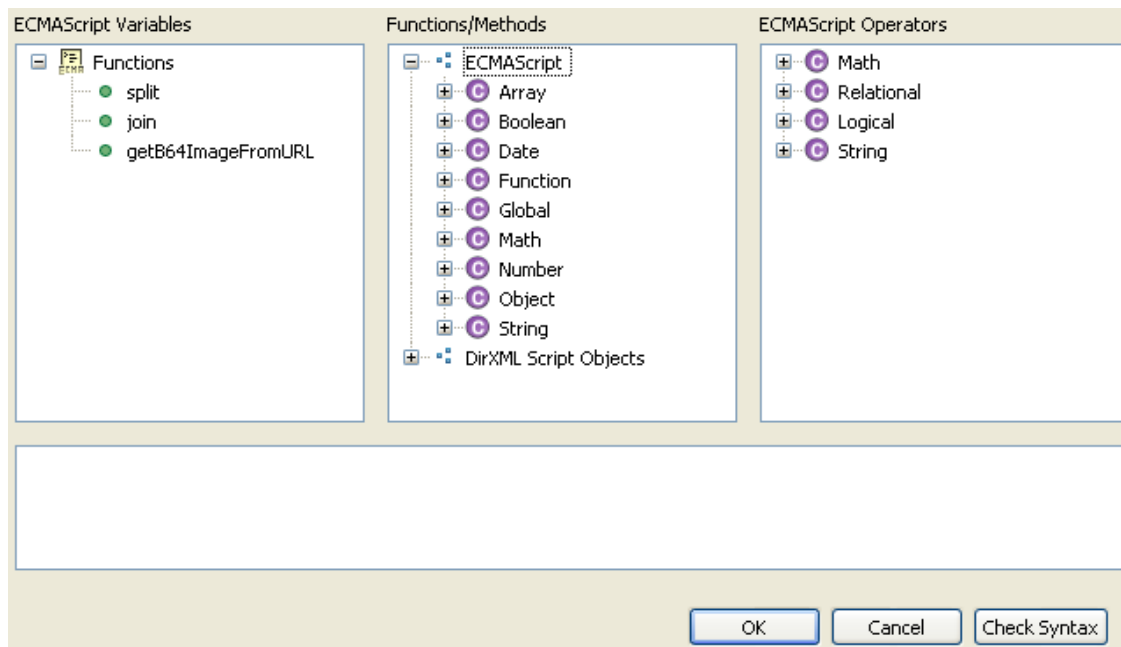 ECMAScript Variables
Functions
split
join
getB64ImageFromURL
Functions/Methods
ECMAScript
Array
Boolean
Date
Function
Global
Math
Number
Object
String
DirXML Script Objects
ECMAScript Operators
Math
Relational
Logical
String
OK
Cancel
Check Syntax